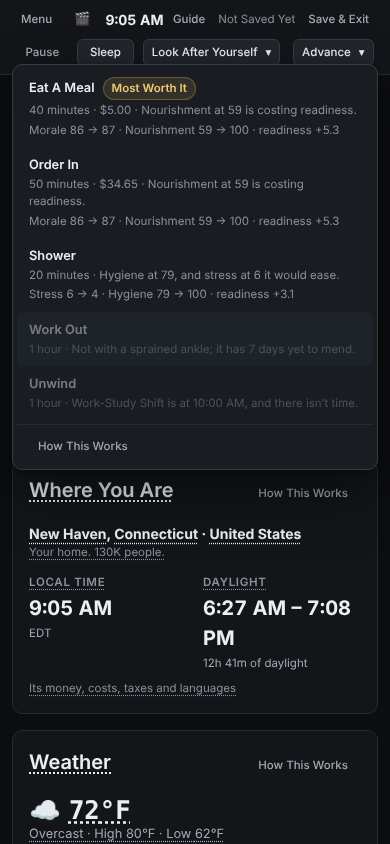 Menu 🎬 9:05 AM Guide Not Saved Yet Save & Exit
Pause Sleep Look After Yourself ▾ Advance ▾
Eat A Meal Most Worth It
40 minutes · $5.00 · Nourishment at 59 is costing readiness.
Morale 86 → 87 · Nourishment 59 → 100 · readiness +5.3
Order In
50 minutes · $34.65 · Nourishment at 59 is costing
readiness.
Morale 86 → 87 · Nourishment 59 → 100 · readiness +5.3
Shower
20 minutes · Hygiene at 79, and stress at 6 it would ease.
Stress 6 → 4 · Hygiene 79 → 100 · readiness +3.1
Work Out
1 hour · Not with a sprained ankle; it has 7 days yet to mend.
Unwind
1 hour · Work-Study Shift is at 10:00 AM, and there isn't time.
How This Works
Where You Are How This Works
New Haven, Connecticut · United States
Your home. 130K people.
LOCAL TIME DAYLIGHT
9:05 AM 6:27 AM – 7:08
PM
EDT
12h 41m of daylight
Its money, costs, taxes and languages
Weather How This Works
☁️ 72°F
Overcast · High 80°F · Low 62°F